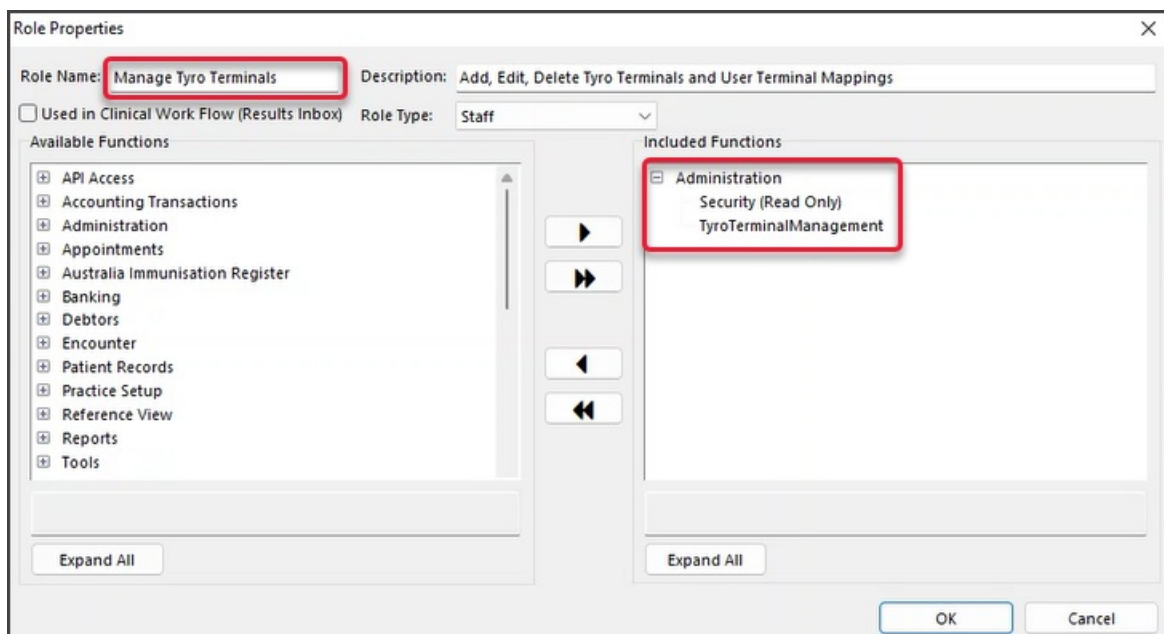 Role Properties
Role Name: Manage Tyro Terminals Description: Add, Edit, Delete Tyro Terminals and User Terminal Mappings
Used in Clinical Work Flow (Results Inbox) Role Type: Staff
Available Functions
API Access
Accounting Transactions
Administration
Appointments
Australia Immunisation Register
Banking
Debtors
Encounter
Patient Records
Practice Setup
Reference View
Reports
Tools
Expand All
Included Functions
Administration
Security (Read Only)
TyroTerminalManagement
Expand All
OK Cancel